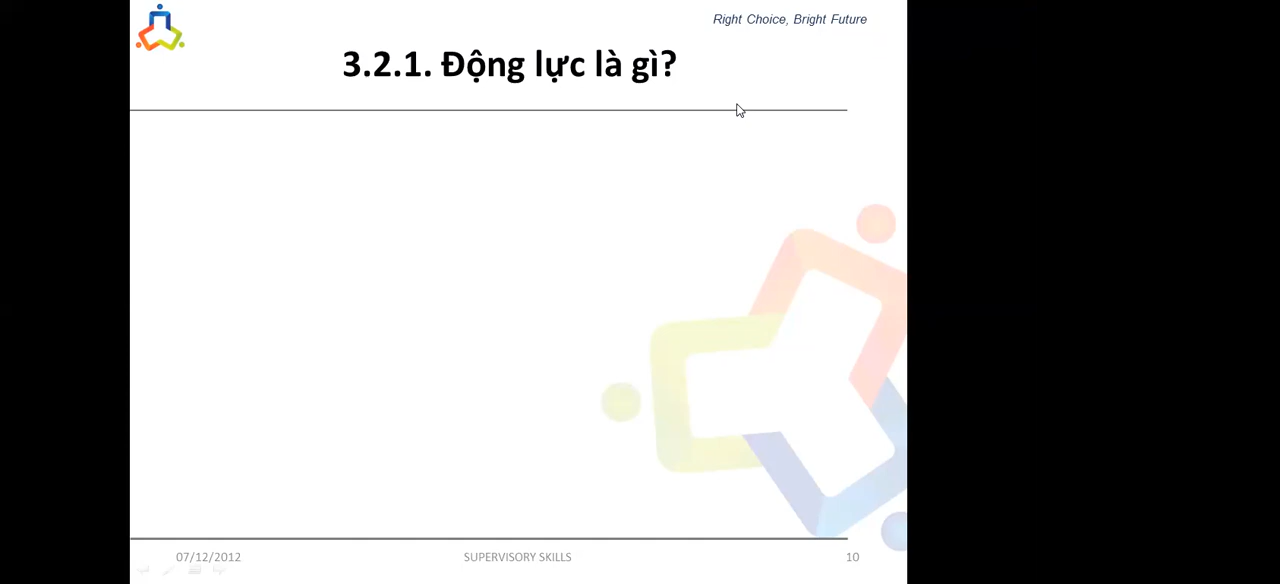 Right Choice, Bright Future
3.2.1. Động lực là gì?
07/12/2012
SUPERVISORY SKILLS
10